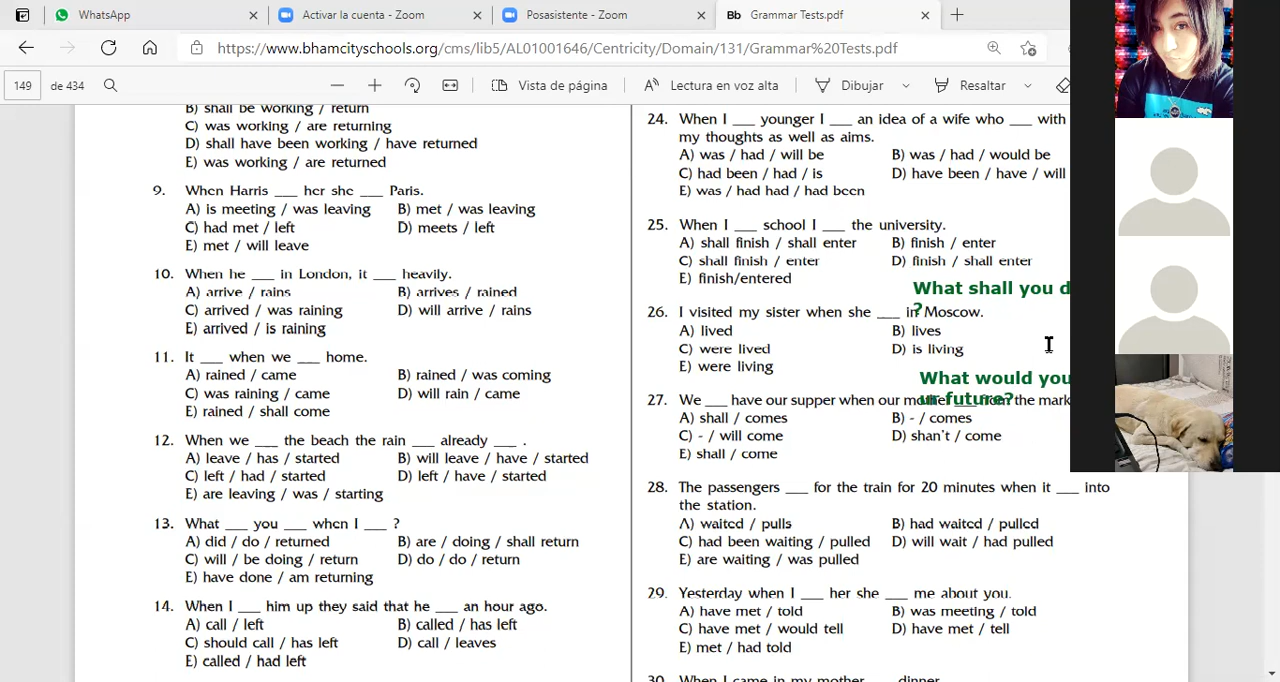 WhatsApp
Activar la cuenta - Zoom
Posasistente - Zoom
Bb
Grammar Tests.pdf
https://www.bhamcityschools.org/cms/lib5/AL01001646/Centricity/Domain/131/Grammar%20Tests.pdf
149
de 434
Vista de página
Lectura en voz alta
Dibujar
Resaltar
B) shall be working / return
C) was working / are returning
D) shall have been working / have returned
E) was working / are returned
9. When Harris ___ her she ___ Paris.
A) is meeting / was leaving B) met / was leaving
C) had met / left D) meets / left
E) met / will leave
10. When he ___ in London, it ___ heavily.
A) arrive / rains B) arrives / rained
C) arrived / was raining D) will arrive / rains
E) arrived / is raining
11. It ___ when we ___ home.
A) rained / came B) rained / was coming
C) was raining / came D) will rain / came
E) rained / shall come
12. When we ___ the beach the rain ___ already ___ .
A) leave / has / started B) will leave / have / started
C) left / had / started D) left / have / started
E) are leaving / was / starting
13. What ___ you ___ when I ___ ?
A) did / do / returned B) are / doing / shall return
C) will / be doing / return D) do / do / return
E) have done / am returning
14. When I ___ him up they said that he ___ an hour ago.
A) call / left B) called / has left
C) should call / has left D) call / leaves
E) called / had left
24. When I ___ younger I ___ an idea of a wife who ___ with
my thoughts as well as aims.
A) was / had / will be B) was / had / would be
C) had been / had / is D) have been / have / will
E) was / had had / had been
25. When I ___ school I ___ the university.
A) shall finish / shall enter B) finish / enter
C) shall finish / enter D) finish / shall enter
E) finish/entered
What shall you d
?
26. I visited my sister when she ___ in Moscow.
A) lived B) lives
C) were lived D) is living
E) were living
What would you
ur future?
27. We ___ have our supper when our mother ___ from the mark
A) shall / comes B) - / comes
C) - / will come D) shan't / come
E) shall / come
28. The passengers ___ for the train for 20 minutes when it ___ into
the station.
A) waited / pulls B) had waited / pulled
C) had been waiting / pulled D) will wait / had pulled
E) are waiting / was pulled
29. Yesterday when I ___ her she ___ me about you.
A) have met / told B) was meeting / told
C) have met / would tell D) have met / tell
E) met / had told
30. When I came in my mother ___ dinner.